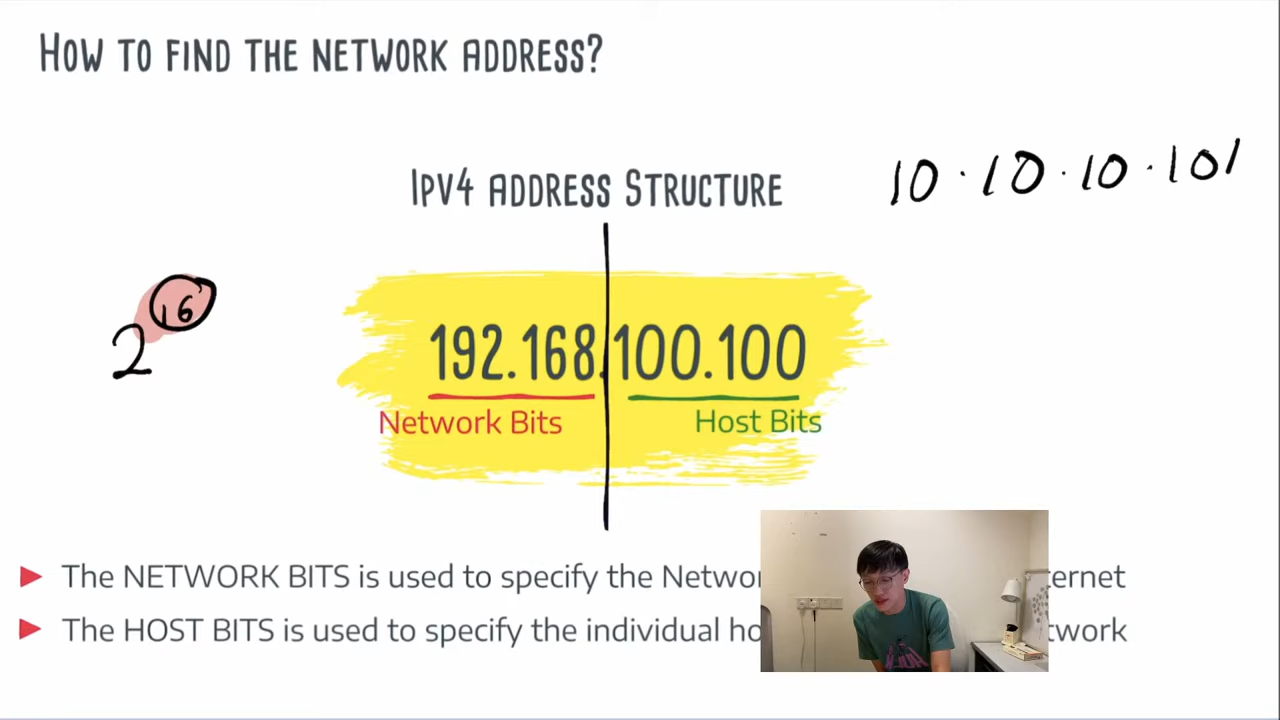 HOW TO FIND THE NETWORK ADDRESS?
10.10.10.101
IPV4 ADDRESS STRUCTURE
2^16
192.168.100.100
Network Bits Host Bits
The NETWORK BITS is used to specify the ernet
The HOST BITS is used to specify the individual twork